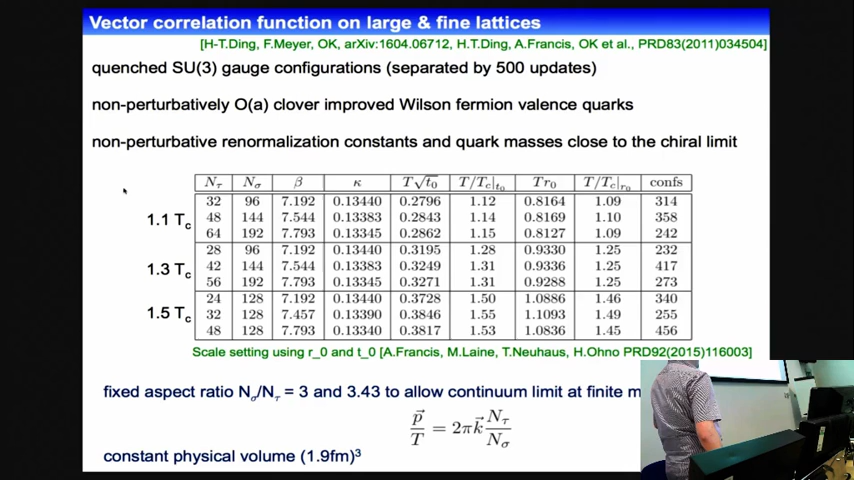 Vector correlation function on large & fine lattices
[H-T.Ding, F.Meyer, OK, arXiv:1604.06712, H.T.Ding, A.Francis, OK et al., PRD83(2011)034504]
quenched SU(3) gauge configurations (separated by 500 updates)
non-perturbatively O(a) clover improved Wilson fermion valence quarks
non-perturbative renormalization constants and quark masses close to the chiral limit
Nτ Nσ β κ T√t0 T/Tc|t0 Tr0 T/Tc|r0 confs
32 96 7.192 0.13440 0.2796 1.12 0.8164 1.09 314
1.1 Tc 48 144 7.544 0.13383 0.2843 1.14 0.8169 1.10 358
64 192 7.793 0.13345 0.2862 1.15 0.8127 1.09 242
28 96 7.192 0.13440 0.3195 1.28 0.9330 1.25 232
1.3 Tc 42 144 7.544 0.13383 0.3249 1.31 0.9336 1.25 417
56 192 7.793 0.13345 0.3271 1.31 0.9288 1.25 273
24 128 7.192 0.13440 0.3728 1.50 1.0886 1.46 340
1.5 Tc 32 128 7.457 0.13390 0.3846 1.55 1.1093 1.49 255
48 128 7.793 0.13340 0.3817 1.53 1.0836 1.45 456
Scale setting using r_0 and t_0 [A.Francis, M.Laine, T.Neuhaus, H.Ohno PRD92(2015)116003]
fixed aspect ratio Nσ/Nτ = 3 and 3.43 to allow continuum limit at finite m
p⃗/T = 2πk⃗ Nτ/Nσ
constant physical volume (1.9fm)³